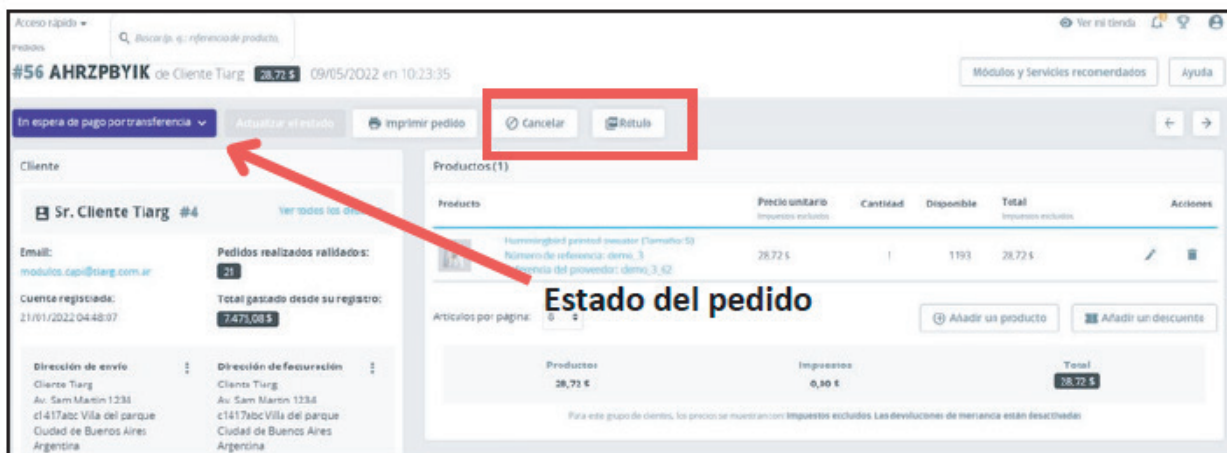 Acceso rápido
Buscar (p. ej.: referencia de producto,
Ver mi tienda
Pedidos
#56 AHRZPBYIK de Cliente Tiarg 28,72 $ 09/05/2022 en 10:23:35
Módulos y Servicios recomendados
Ayuda
En espera de pago por transferencia
Actualizar el estado
Imprimir pedido
Cancelar
Rótulo
Cliente
Sr. Cliente Tiarg #4
Ver todos los
Email:
modulos.capi@tiarg.com.ar
Pedidos realizados validados:
21
Cuenta registrada:
21/01/2022 04:48:07
Total gastado desde su registro:
7.475,08 $
Dirección de envío
Cliente Tiarg
Av. Sam Martin 1234
c1417abc Villa del parque
Ciudad de Buenos Aires
Argentina
Dirección de facturación
Cliente Tiarg
Av. Sam Martin 1234
c1417abc Villa del parque
Ciudad de Buenos Aires
Argentina
Productos (1)
Producto Precio unitario Cantidad Disponible Total Acciones
Impuestos excluidos Impuestos excluidos
Hummingbird printed sweater (Tamaño: S)
Número de referencia: demo_3
del proveedor: demo_3_62
28,72 $ 1 1193 28,72 $
Estado del pedido
Artículos por página:
Añadir un producto
Añadir un descuento
Productos Impuestos Total
28,72 $ 0,00 $ 28,72 $
Para este grupo de clientes, los precios se muestran con: Impuestos excluidos. Las devoluciones de mercancía están desactivadas